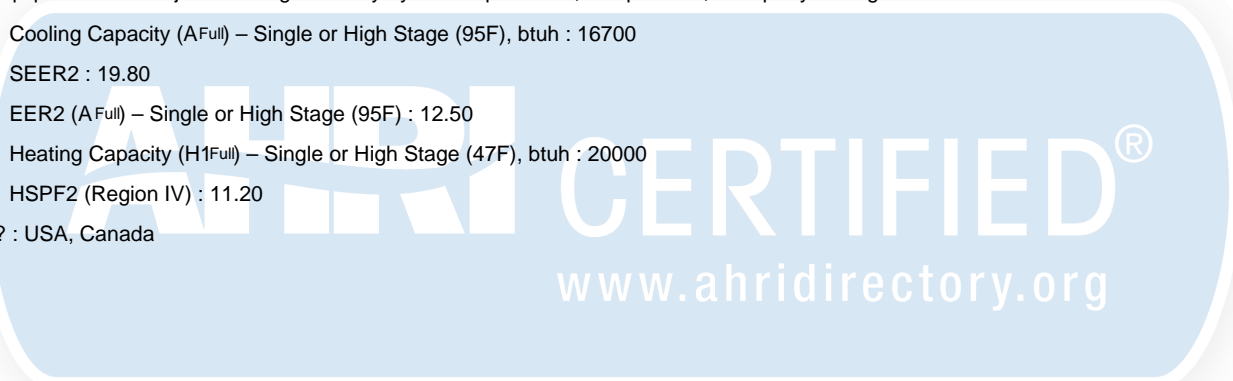 Cooling Capacity (AFull) – Single or High Stage (95F), btuh : 16700
SEER2 : 19.80
EER2 (AFull) – Single or High Stage (95F) : 12.50
Heating Capacity (H1Full) – Single or High Stage (47F), btuh : 20000
HSPF2 (Region IV) : 11.20
? : USA, Canada
AHRI CERTIFIED®
www.ahridirectory.org